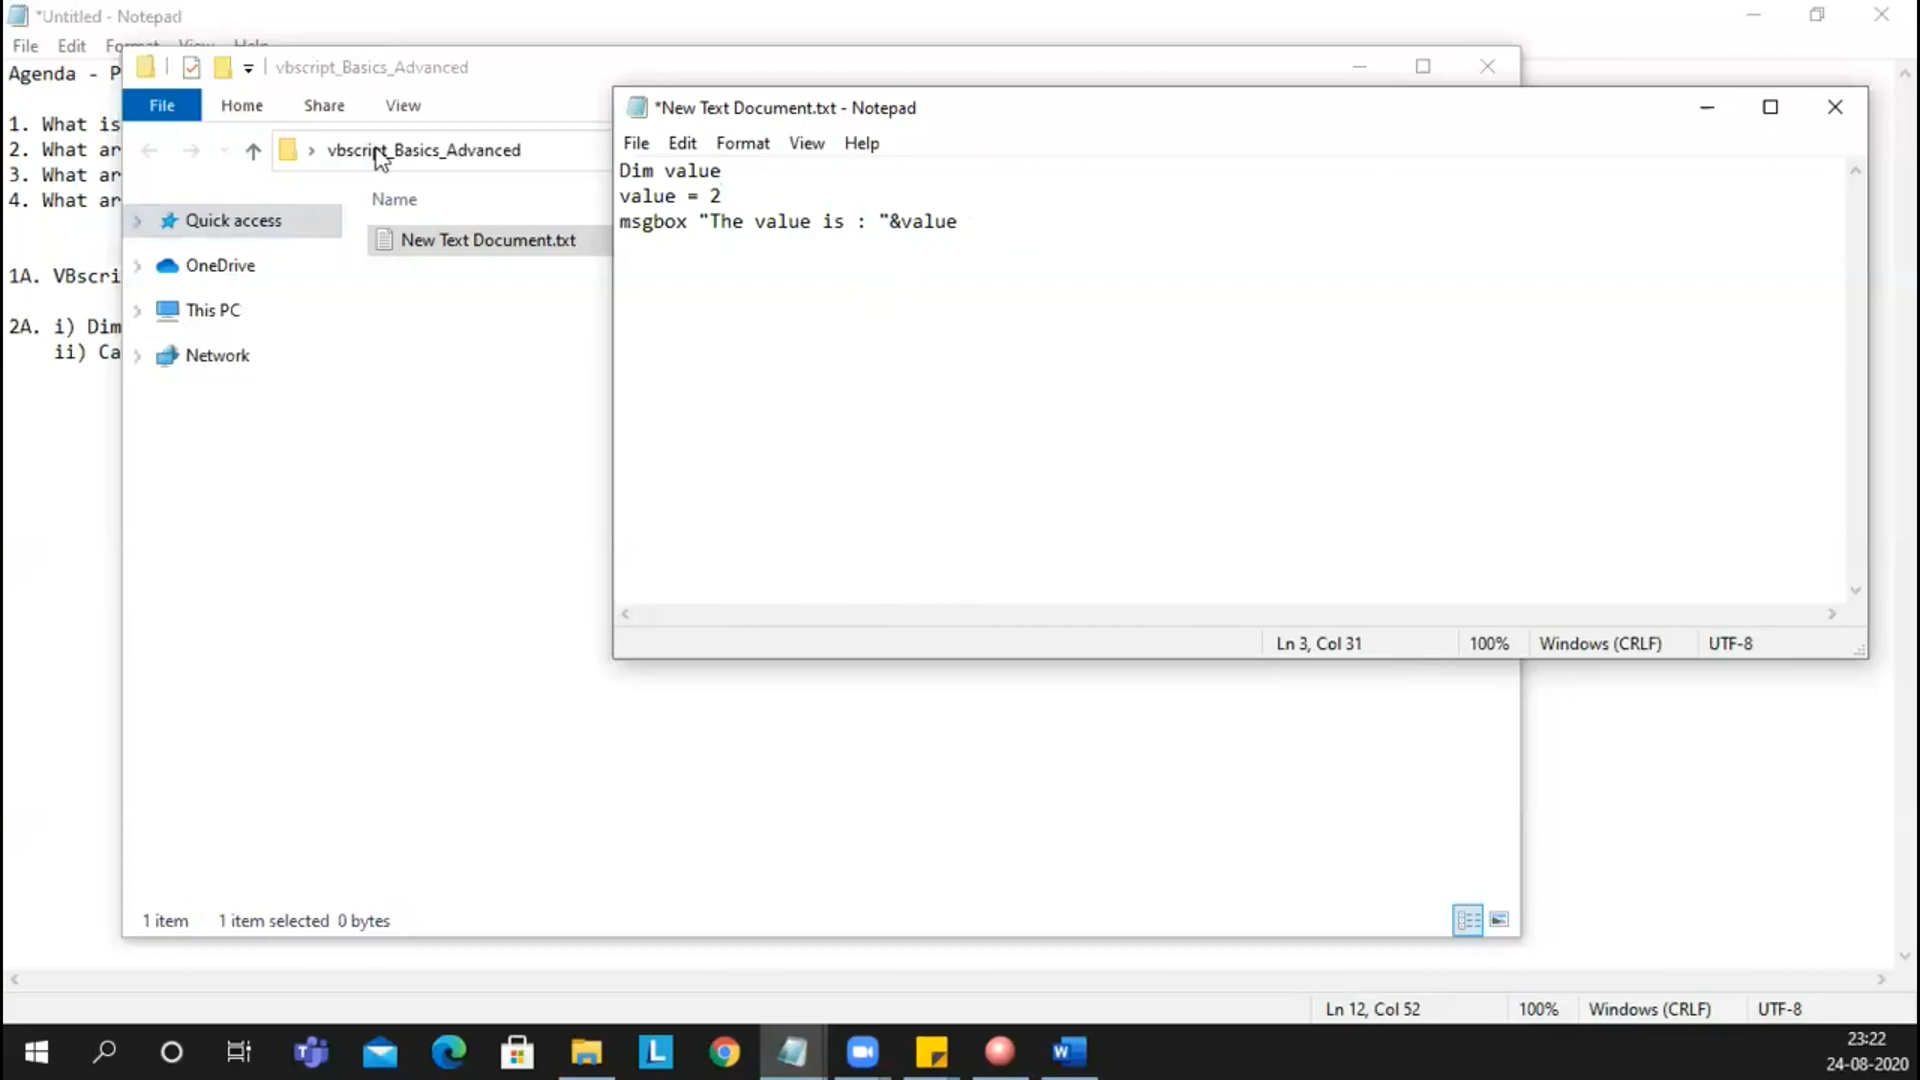 *Untitled - Notepad
File Edit Format View Help
Agenda - P
1. What is
2. What ar
3. What ar
4. What ar
1A. VBscri
2A. i) Dim
ii) Ca
vbscript_Basics_Advanced
File Home Share View
vbscript_Basics_Advanced
Name
Quick access
New Text Document.txt
OneDrive
This PC
Network
1 item 1 item selected 0 bytes
*New Text Document.txt - Notepad
File Edit Format View Help
Dim value
value = 2
msgbox "The value is : "&value
Ln 3, Col 31 100% Windows (CRLF) UTF-8
Ln 12, Col 52 100% Windows (CRLF) UTF-8
23:22
24-08-2020